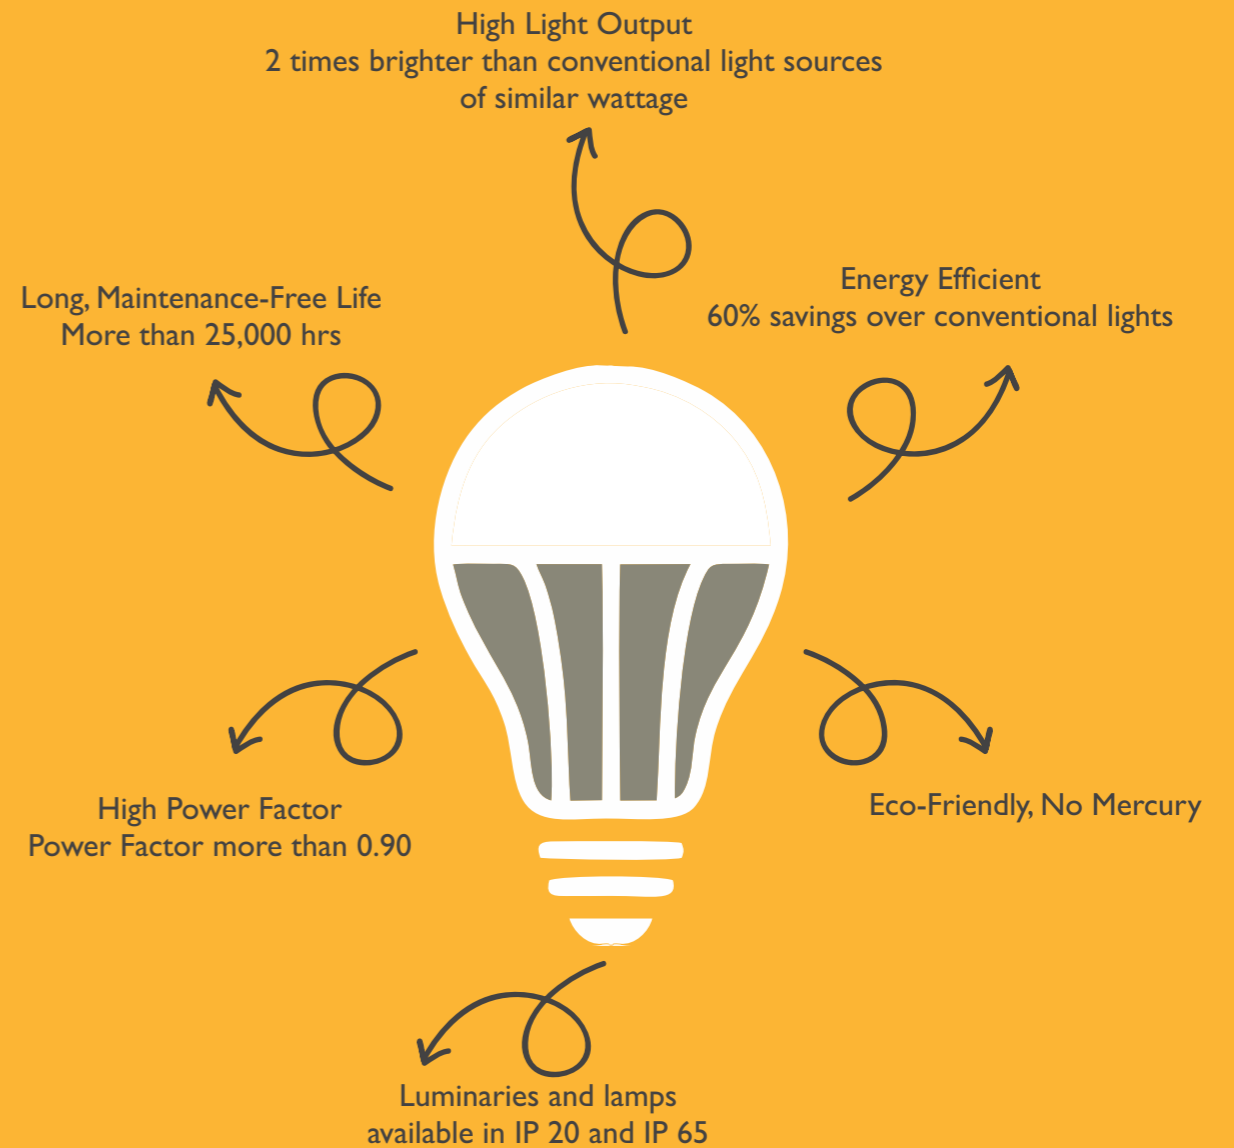 High Light Output
2 times brighter than conventional light sources
of similar wattage
Long, Maintenance-Free Life
More than 25,000 hrs
Energy Efficient
60% savings over conventional lights
High Power Factor
Power Factor more than 0.90
Eco-Friendly, No Mercury
Luminaries and lamps
available in IP 20 and IP 65